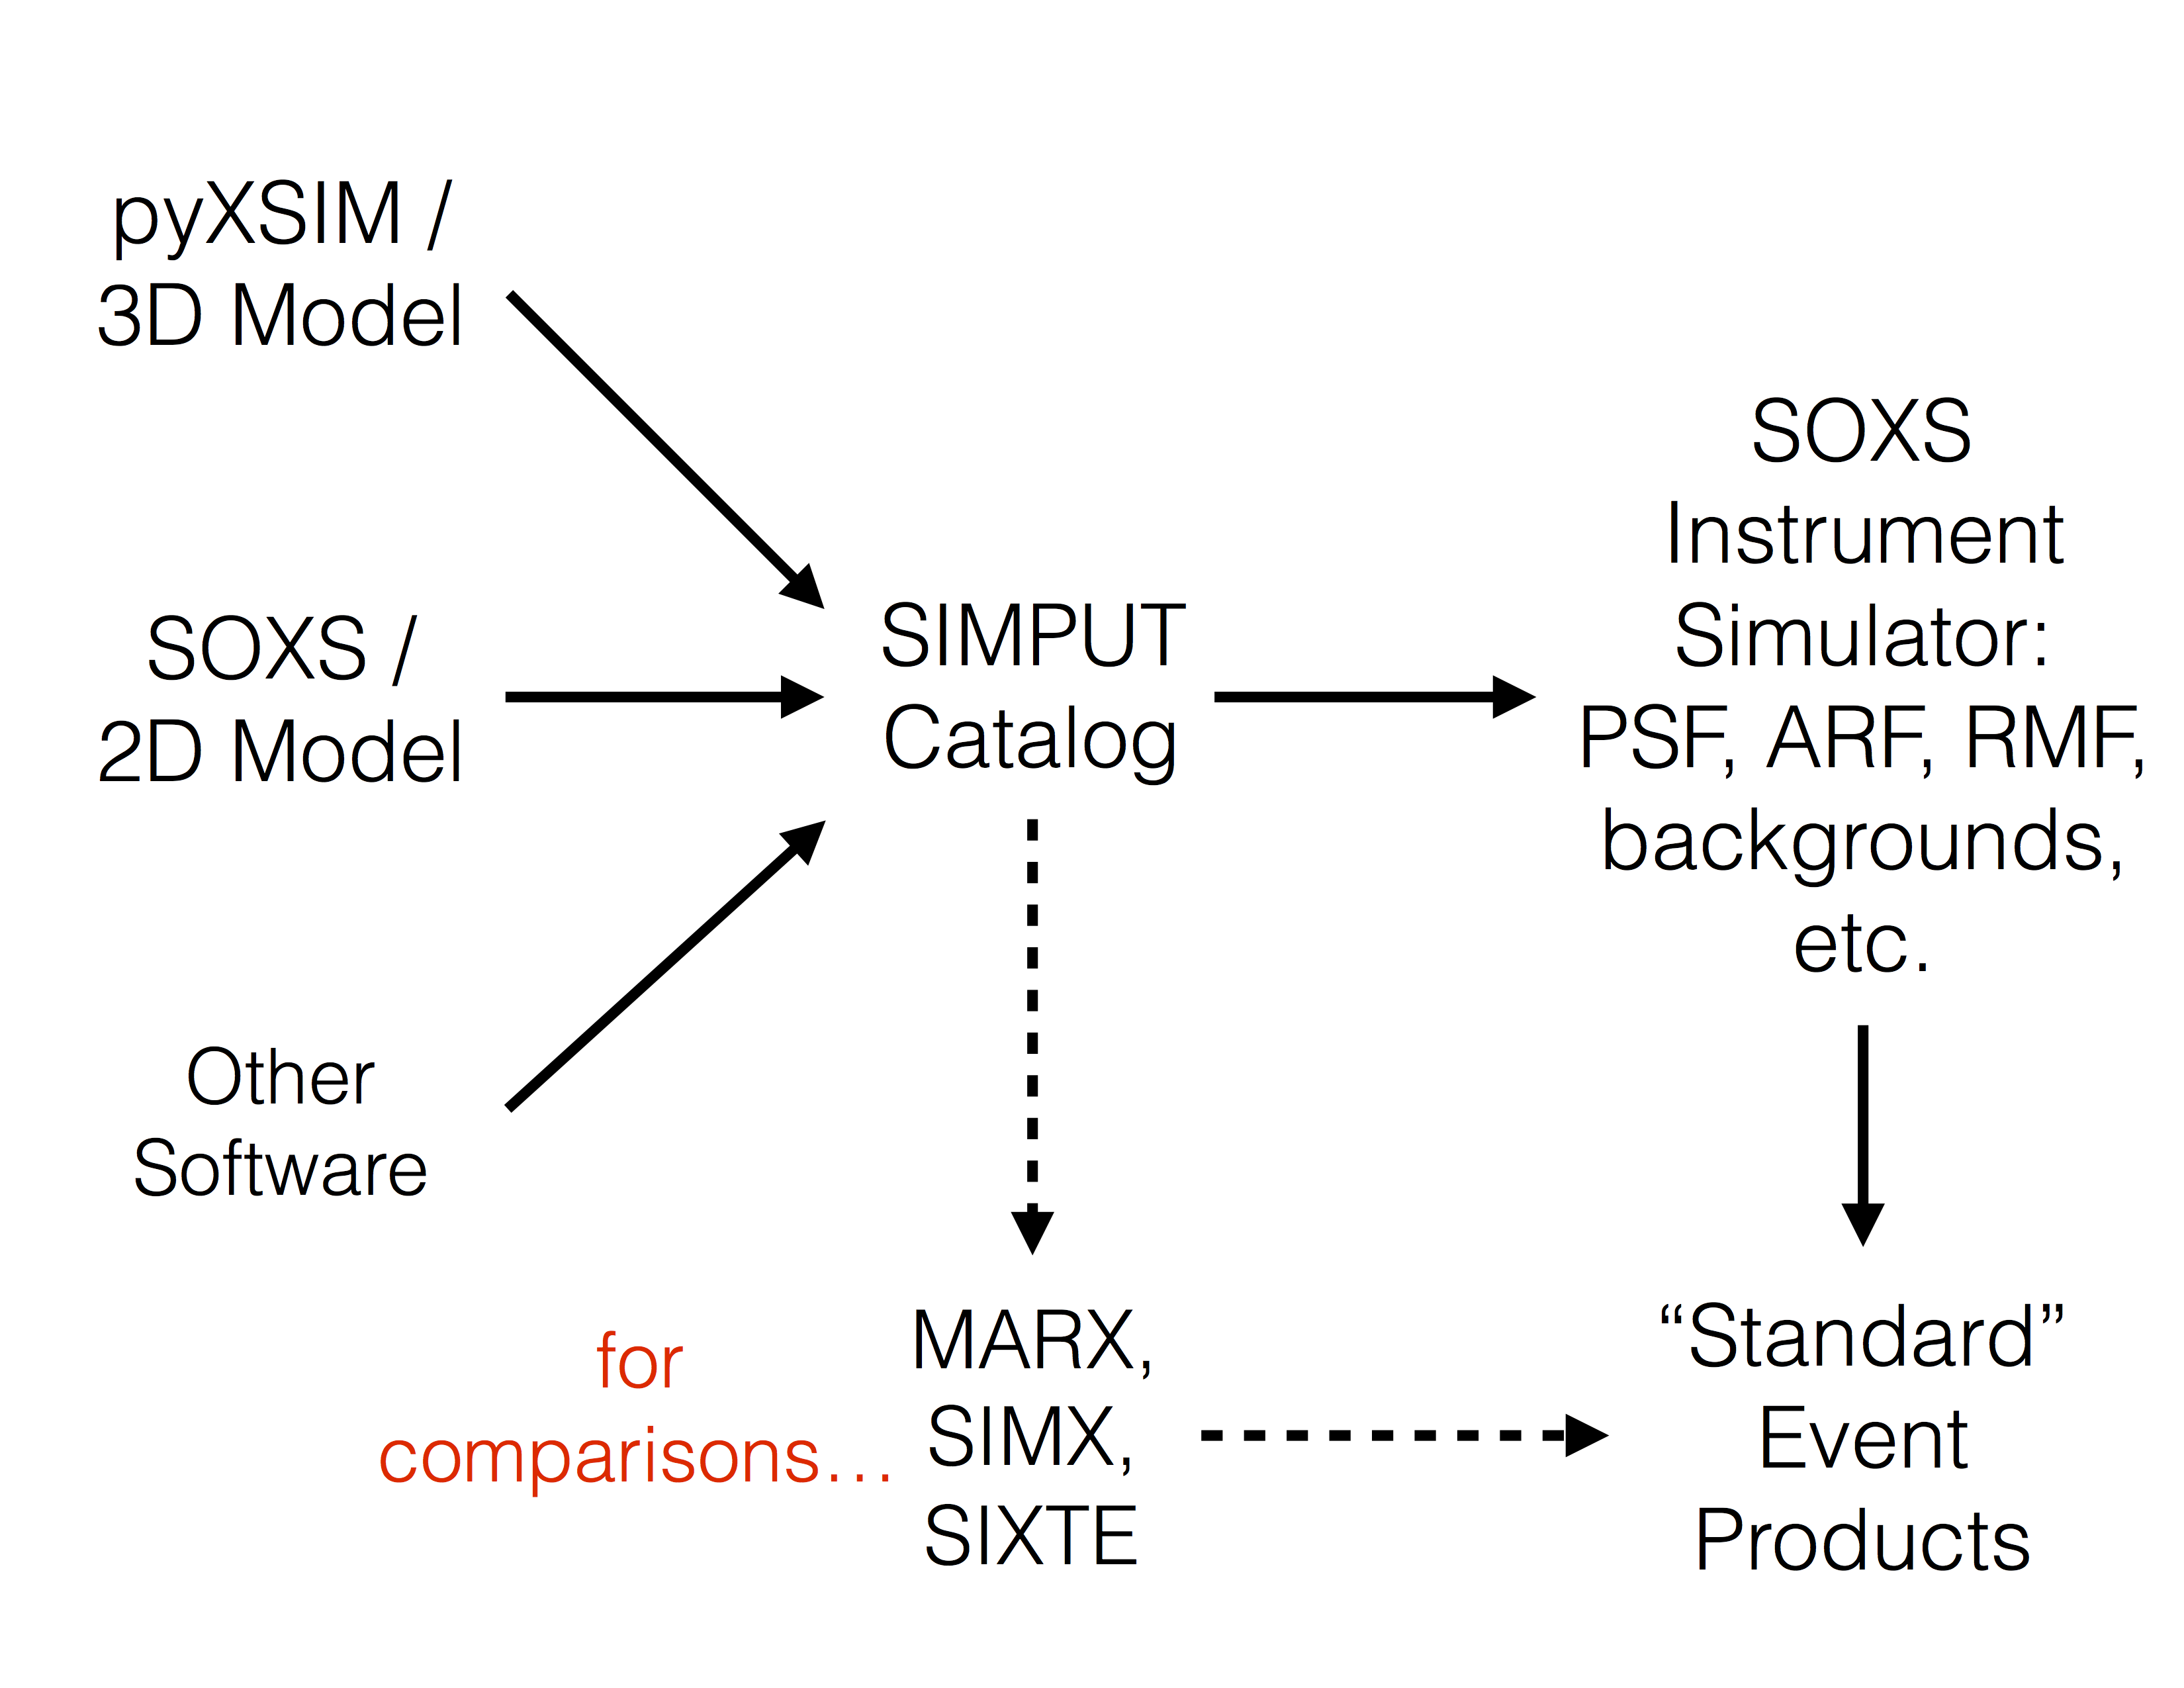 pyXSIM /
3D Model
SOXS /
2D Model
Other
Software
SIMPUT
Catalog
SOXS
Instrument
Simulator:
PSF, ARF, RMF,
backgrounds,
etc.
for
comparisons…
MARX,
SIMX,
SIXTE
“Standard”
Event
Products